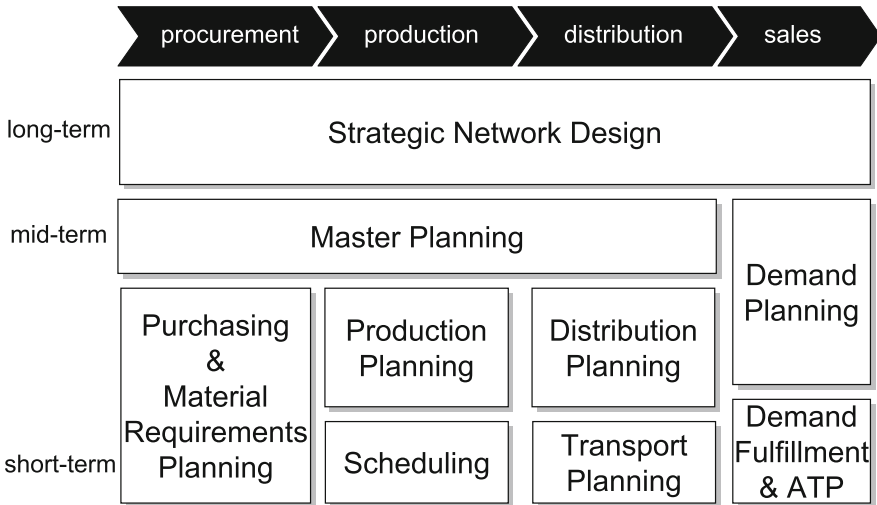 procurement
production
distribution
sales
long-term
Strategic Network Design
mid-term
Master Planning
Demand
Planning
Purchasing
&
Material
Requirements
Planning
Production
Planning
Distribution
Planning
short-term
Scheduling
Transport
Planning
Demand
Fulfillment
& ATP